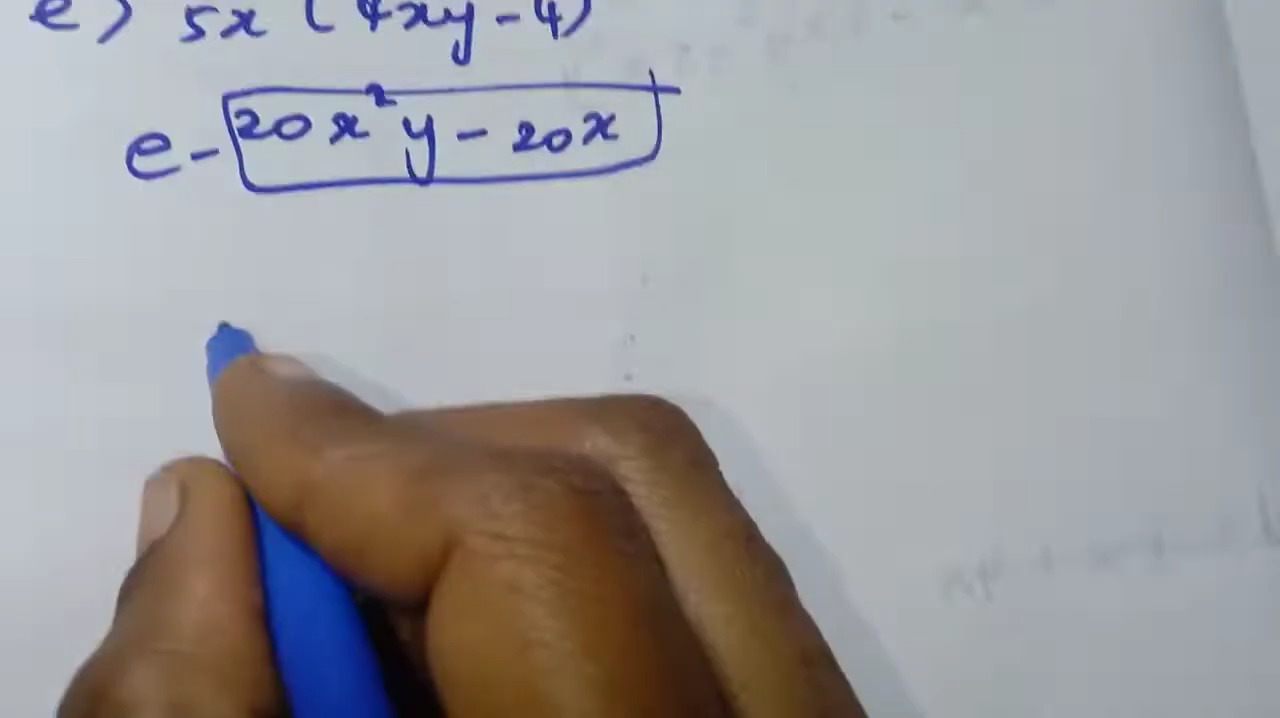 e) 5x (4xy-4)
e- 20x²y - 20x